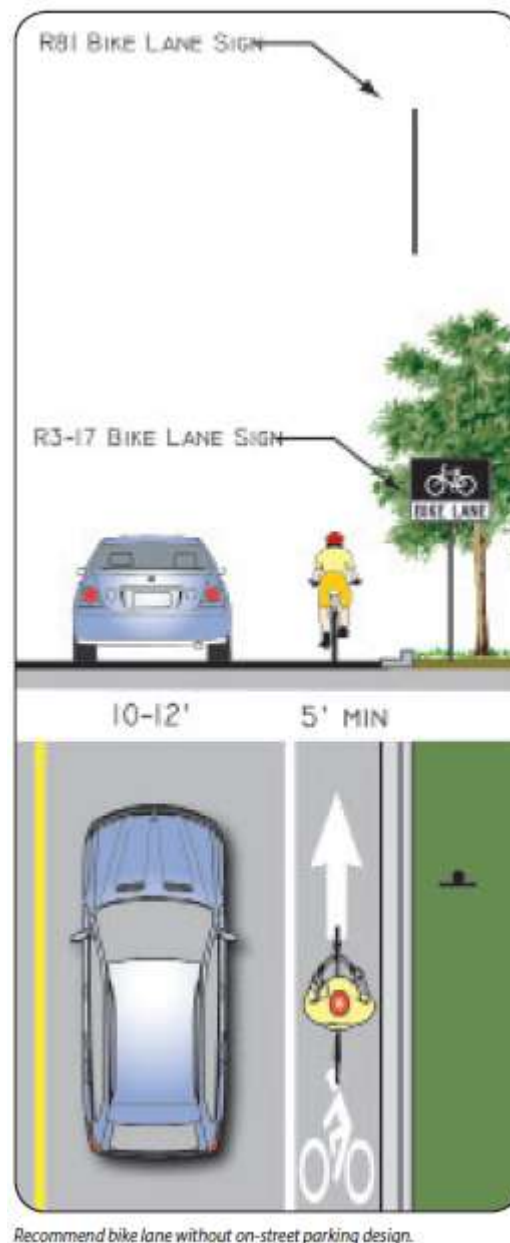 R81 BIKE LANE SIGN
R3-17 BIKE LANE SIGN
BIKE LANE
10-12'
5' MIN
Recommend bike lane without on-street parking design.